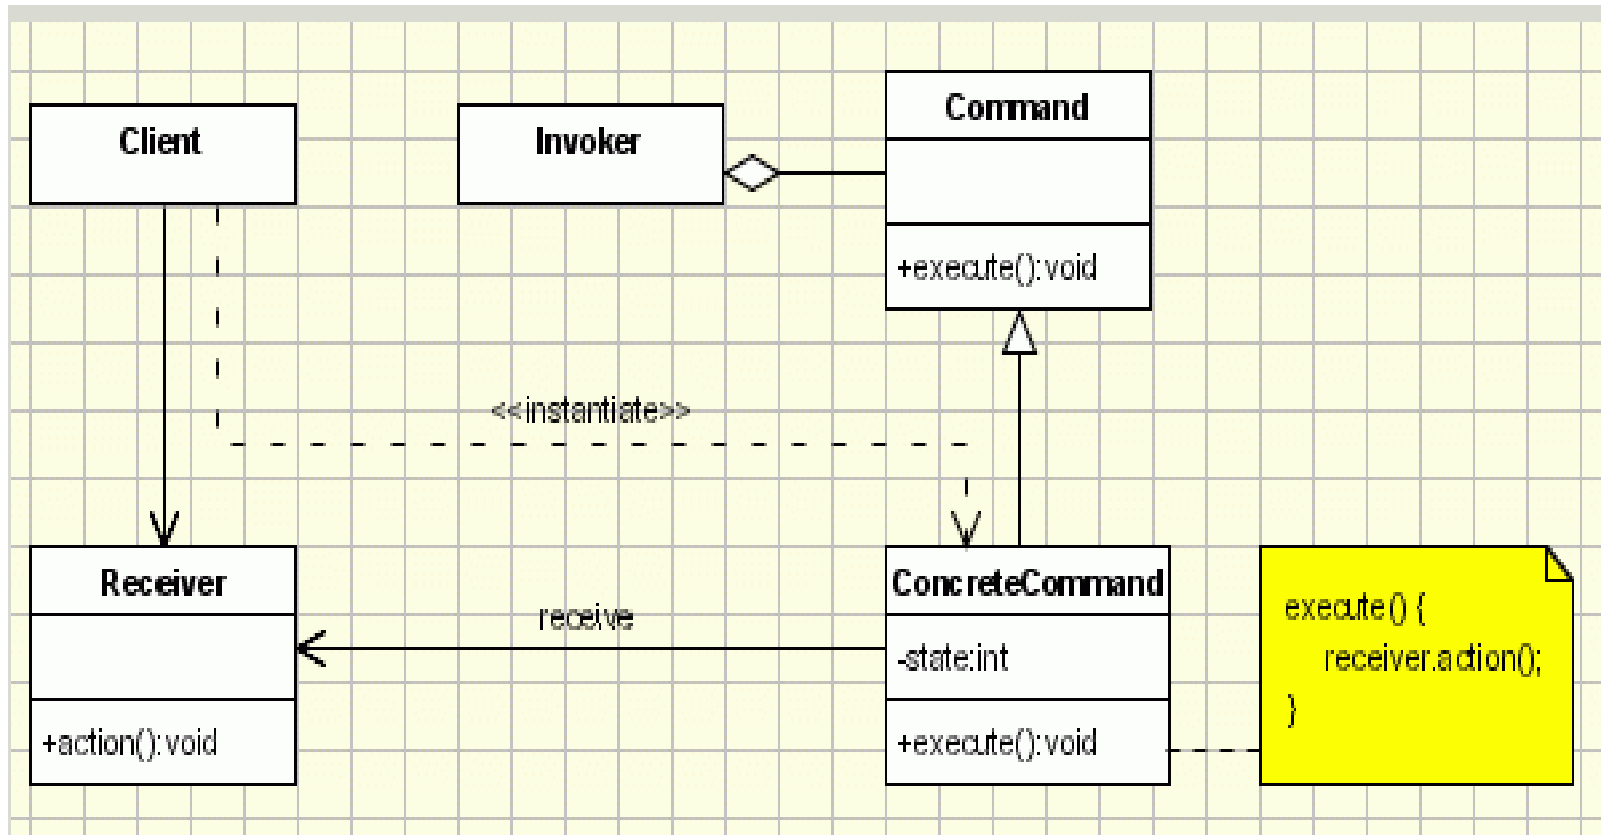 Client
Invoker
Command
+execute():void
<<instantiate>>
Receiver
+action():void
receive
ConcreteCommand
-state:int
+execute():void
execute() {
receiver.action();
}